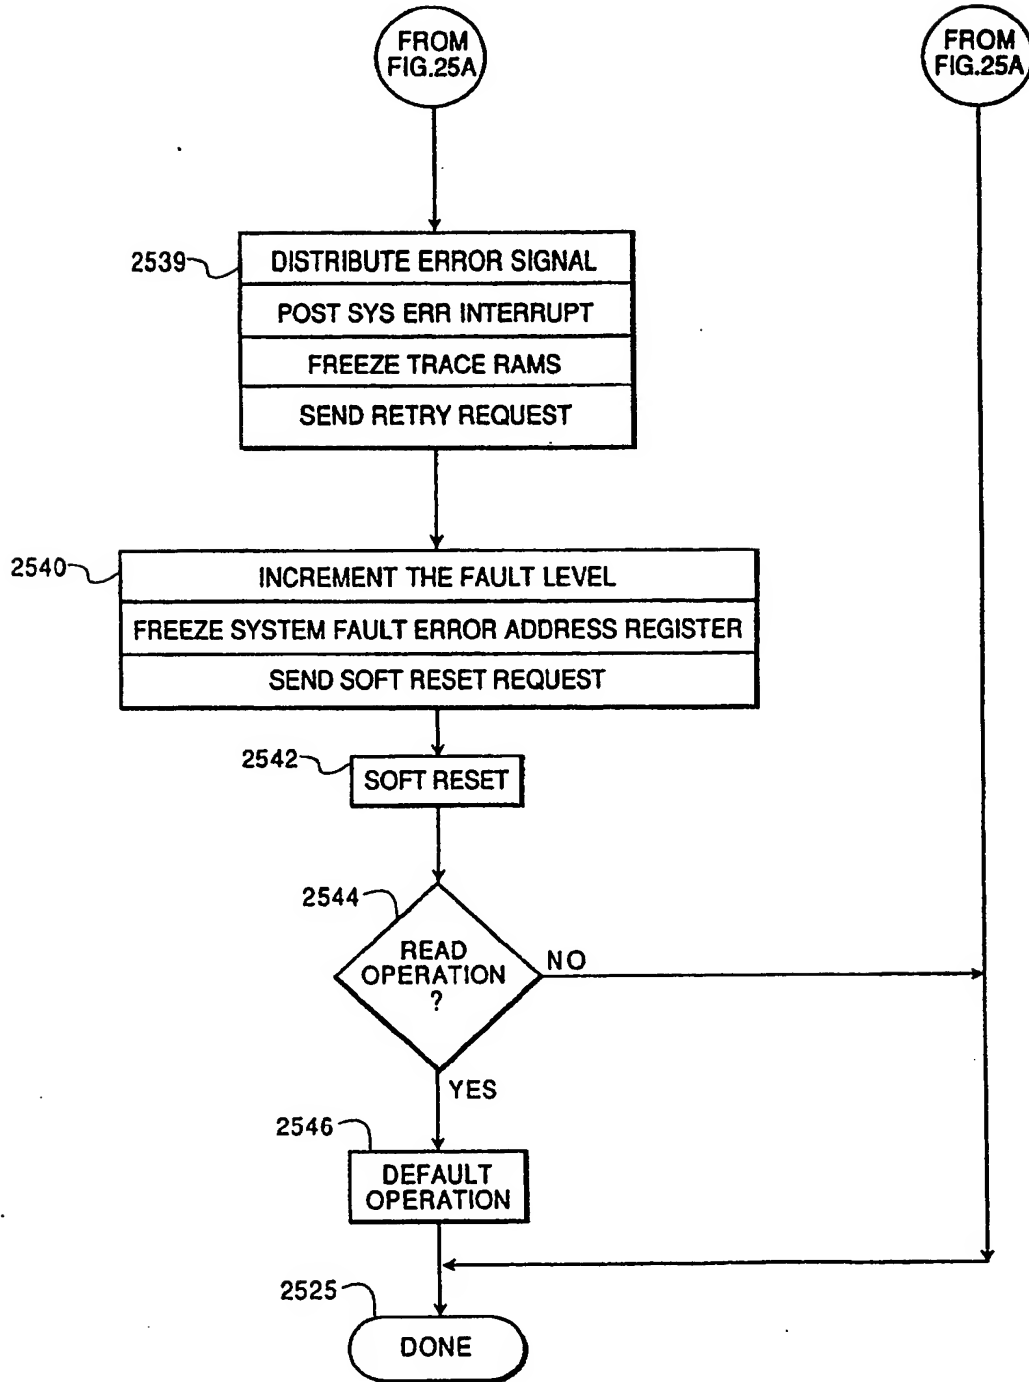 FROM
FIG.25A
FROM
FIG.25A
2539
DISTRIBUTE ERROR SIGNAL
POST SYS ERR INTERRUPT
FREEZE TRACE RAMS
SEND RETRY REQUEST
2540
INCREMENT THE FAULT LEVEL
FREEZE SYSTEM FAULT ERROR ADDRESS REGISTER
SEND SOFT RESET REQUEST
2542
SOFT RESET
2544
READ
OPERATION
?
NO
YES
2546
DEFAULT
OPERATION
2525
DONE